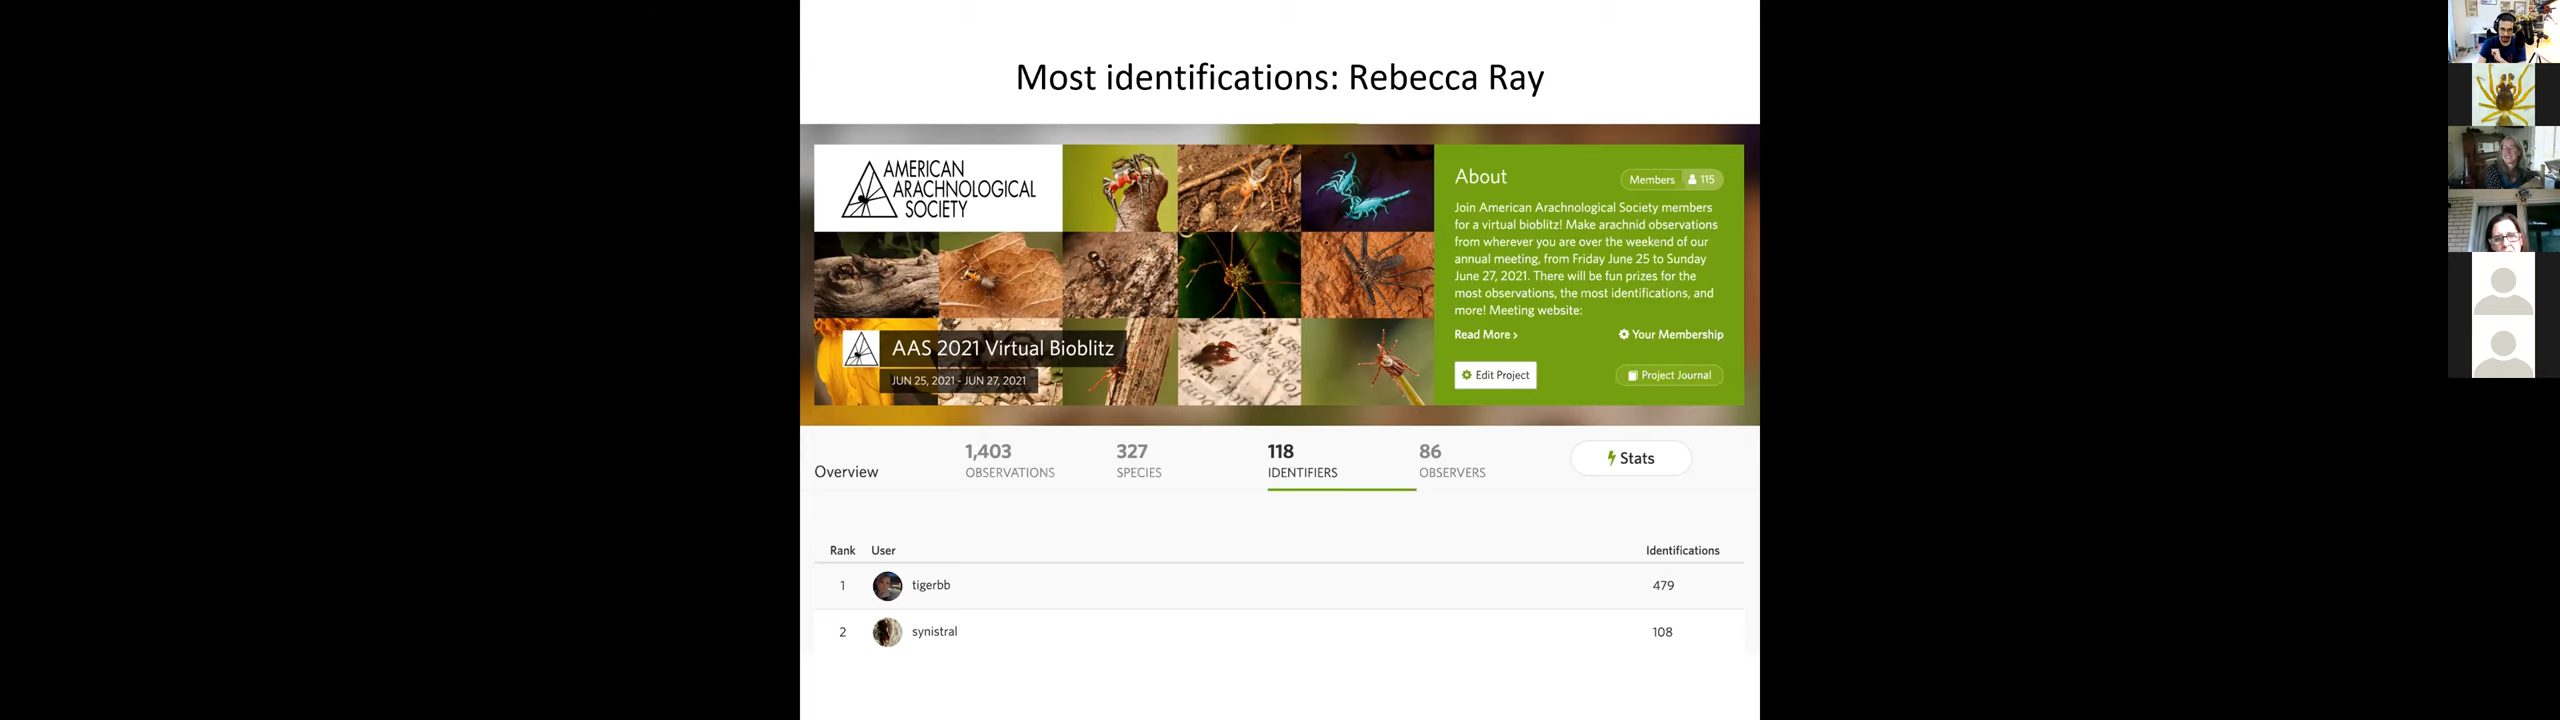 Most identifications: Rebecca Ray
AMERICAN
ARACHNOLOGICAL
SOCIETY
About
Members 115
Join American Arachnological Society members
for a virtual bioblitz! Make arachnid observations
from wherever you are over the weekend of our
annual meeting, from Friday June 25 to Sunday
June 27, 2021. There will be fun prizes for the
most observations, the most identifications, and
more! Meeting website:
Read More ›
Your Membership
Edit Project
Project Journal
AAS 2021 Virtual Bioblitz
JUN 25, 2021 - JUN 27, 2021
Overview
1,403
OBSERVATIONS
327
SPECIES
118
IDENTIFIERS
86
OBSERVERS
Stats
Rank User Identifications
1 tigerbb 479
2 synistral 108